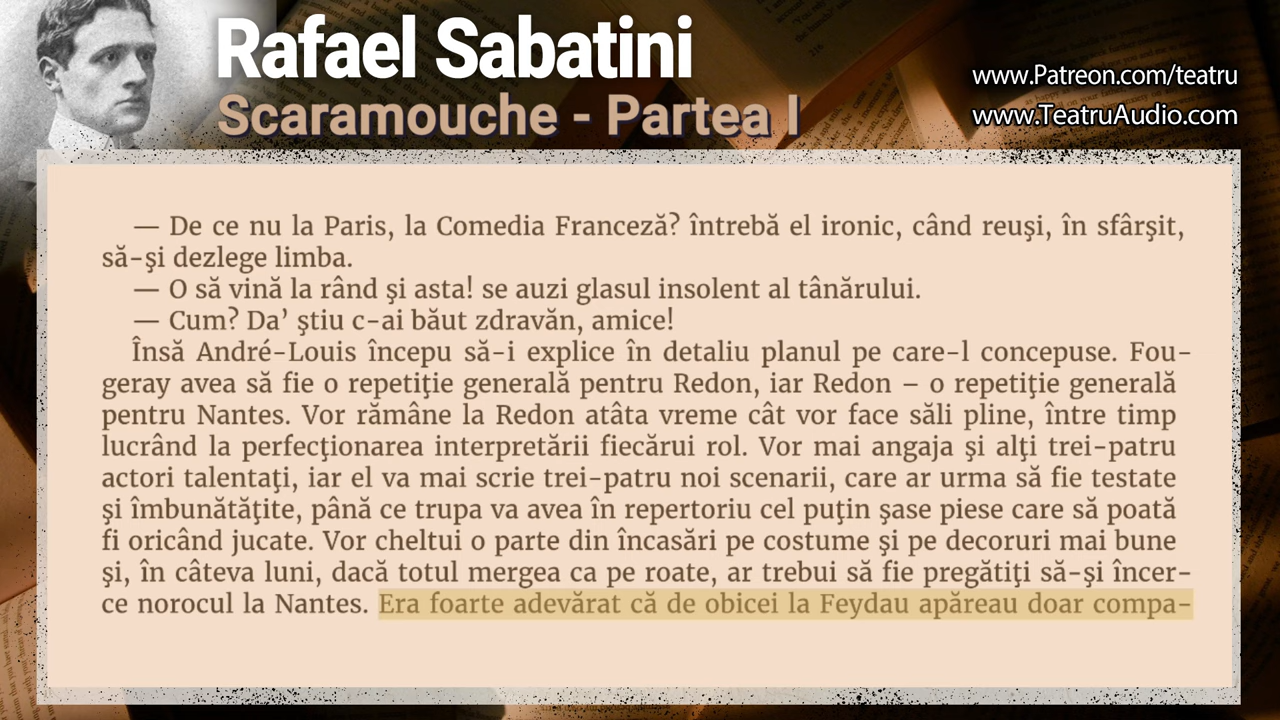 Rafael Sabatini
Scaramouche - Partea I
www.Patreon.com/teatru
www.TeatruAudio.com
— De ce nu la Paris, la Comedia Franceză? întrebă el ironic, când reuşi, în sfârşit,
să-şi dezlege limba.
— O să vină la rând şi asta! se auzi glasul insolent al tânărului.
— Cum? Da’ ştiu c-ai băut zdravăn, amice!
Însă André-Louis începu să-i explice în detaliu planul pe care-l concepuse. Fou-
geray avea să fie o repetiţie generală pentru Redon, iar Redon – o repetiţie generală
pentru Nantes. Vor rămâne la Redon atâta vreme cât vor face săli pline, între timp
lucrând la perfecţionarea interpretării fiecărui rol. Vor mai angaja şi alţi trei-patru
actori talentaţi, iar el va mai scrie trei-patru noi scenarii, care ar urma să fie testate
şi îmbunătăţite, până ce trupa va avea în repertoriu cel puţin şase piese care să poată
fi oricând jucate. Vor cheltui o parte din încasări pe costume şi pe decoruri mai bune
şi, în câteva luni, dacă totul mergea ca pe roate, ar trebui să fie pregătiţi să-şi încer-
ce norocul la Nantes. Era foarte adevărat că de obicei la Feydau apăreau doar compa-